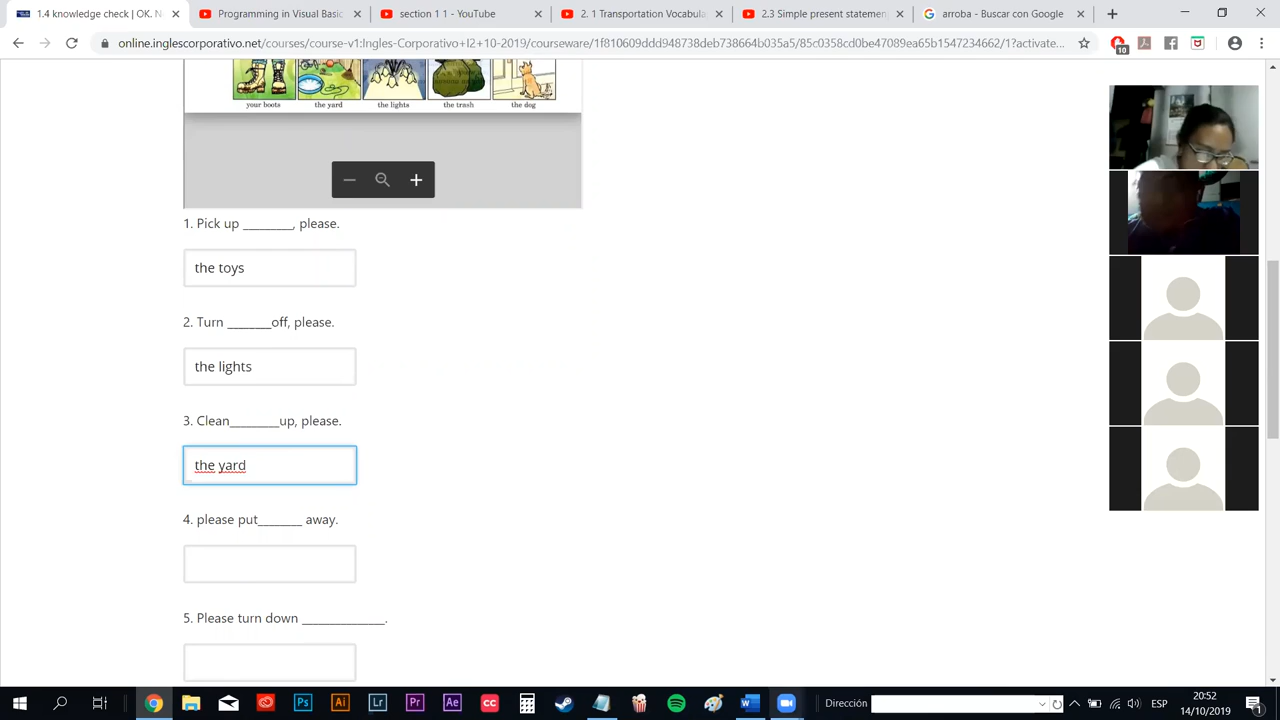 1.4 knowledge check | OK. N
Programming in Visual Basic
section 1 1 - YouTube
2. 1 Transportation Vocabula
2.3 Simple present statemen
arroba - Buscar con Google
online.inglescorporativo.net/courses/course-v1:Ingles-Corporativo+I2+10_2019/courseware/1f810609ddd948738deb738664b035a5/85c0358cd0be47089ea65b1547234662/1?activate...
10
your boots the yard the lights the trash the dog
1. Pick up ________, please.
the toys
2. Turn _______off, please.
the lights
3. Clean________up, please.
the yard
4. please put_______ away.
5. Please turn down _____________.
Dirección
ESP
20:52
14/10/2019
1